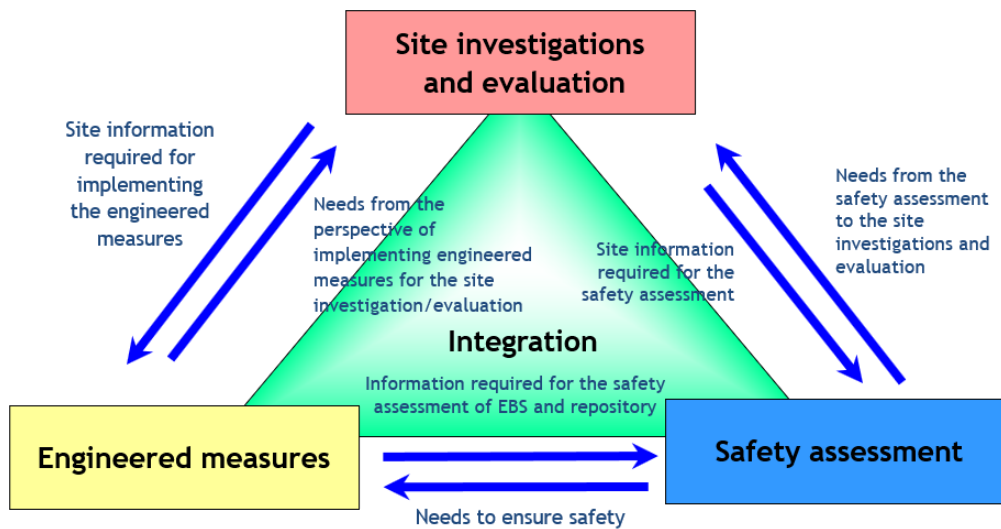 Site investigations
and evaluation
Site information
required for
implementing
the engineered
measures
Needs from the
perspective of
implementing engineered
measures for the site
investigation/evaluation
Site information
required for the
safety assessment
Needs from the
safety assessment
to the site
investigations and
evaluation
Integration
Information required for the safety
assessment of EBS and repository
Engineered measures
Safety assessment
Needs to ensure safety